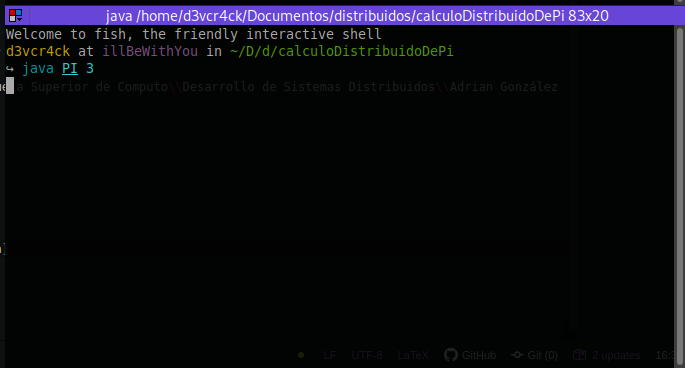 java /home/d3vcr4ck/Documentos/distribuidos/calculoDistribuidoDePi 83x20
Welcome to fish, the friendly interactive shell
d3vcr4ck at illBeWithYou in ~/D/d/calculoDistribuidoDePi
↪ java PI 3
a Superior de Computo\\Desarrollo de Sistemas Distribuidos\\Adrian González
LF UTF-8 LaTeX GitHub Git (0) 2 updates